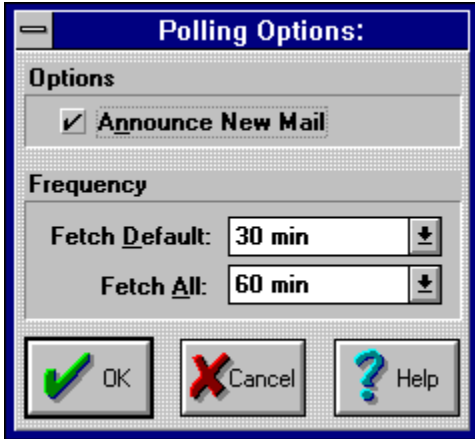 Polling Options:
Options
Announce New Mail
Frequency
Fetch Default: 30 min
Fetch All: 60 min
OK Cancel Help